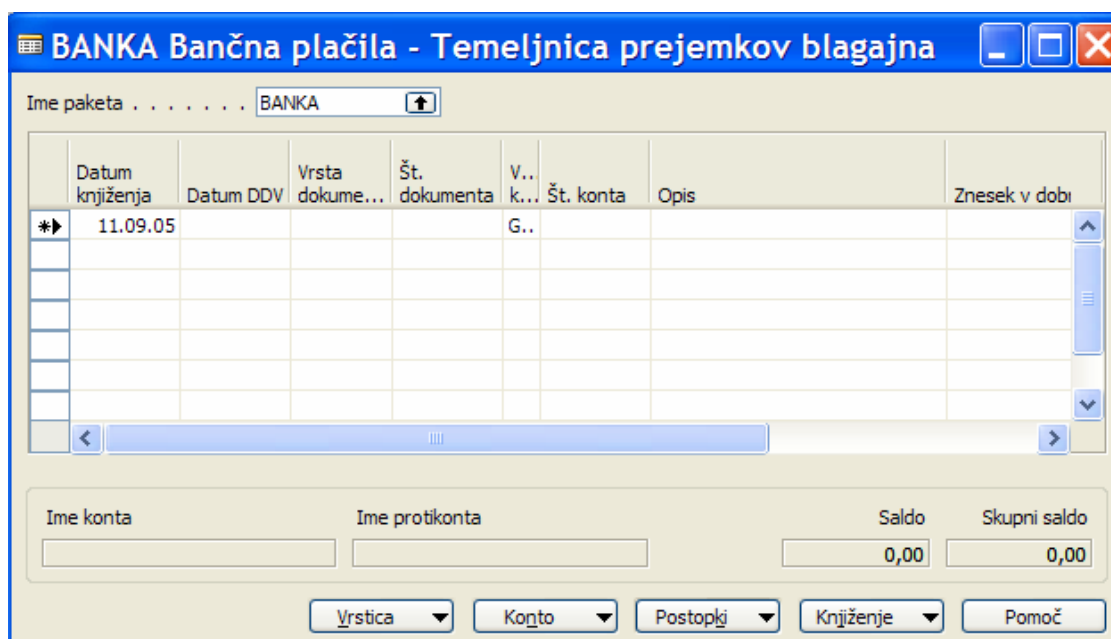 BANKA Bančna plačila - Temeljnica prejemkov blagajna
Ime paketa . . . . . . . BANKA
Datum knjiženja Datum DDV Vrsta dokume... Št. dokumenta V... k... Št. konta Opis Znesek v dobr
11.09.05 G..
Ime konta Ime protikonta Saldo Skupni saldo
0,00 0,00
Vrstica Konto Postopki Knjiženje Pomoč